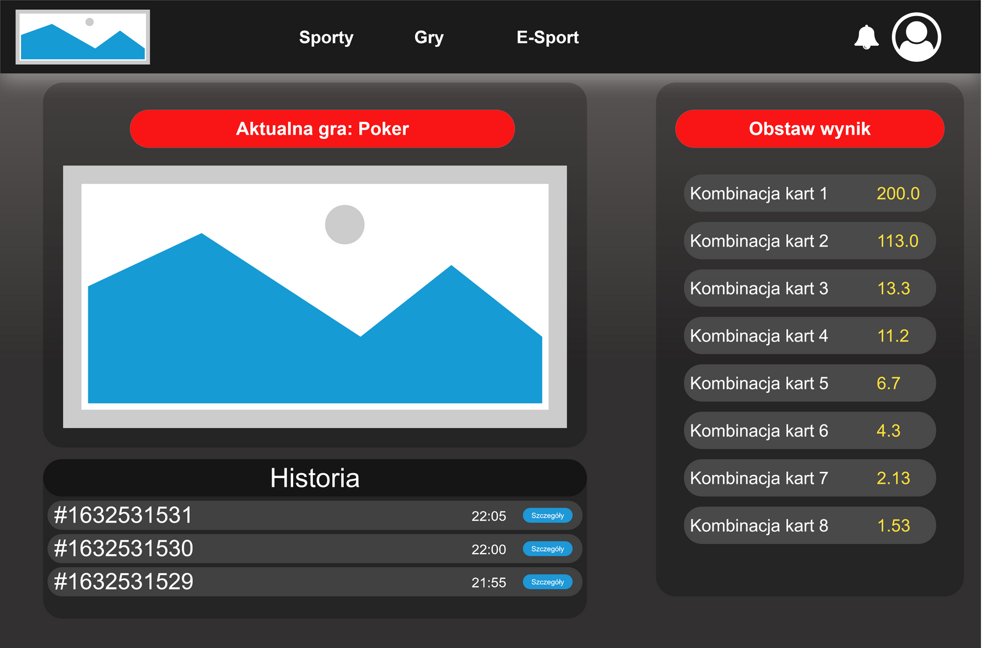 Sporty Gry E-Sport
Aktualna gra: Poker
Historia
#1632531531 22:05 Szczegóły
#1632531530 22:00 Szczegóły
#1632531529 21:55 Szczegóły
Obstaw wynik
Kombinacja kart 1 200.0
Kombinacja kart 2 113.0
Kombinacja kart 3 13.3
Kombinacja kart 4 11.2
Kombinacja kart 5 6.7
Kombinacja kart 6 4.3
Kombinacja kart 7 2.13
Kombinacja kart 8 1.53